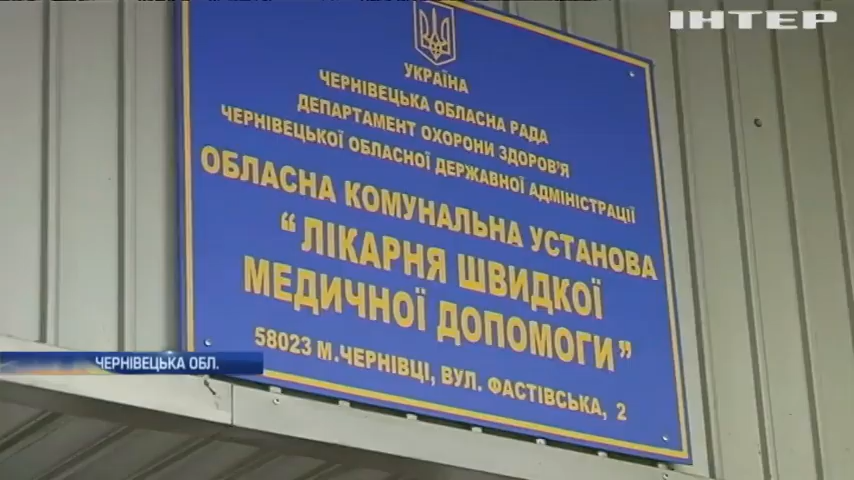 ІНТЕР
УКРАЇНА
ЧЕРНІВЕЦЬКА ОБЛАСНА РАДА
ДЕПАРТАМЕНТ ОХОРОНИ ЗДОРОВ'Я
ЧЕРНІВЕЦЬКОЇ ОБЛАСНОЇ ДЕРЖАВНОЇ АДМІНІСТРАЦІЇ
ОБЛАСНА КОМУНАЛЬНА УСТАНОВА
“ЛІКАРНЯ ШВИДКОЇ
МЕДИЧНОЇ ДОПОМОГИ”
58023 М.ЧЕРНІВЦІ, ВУЛ. ФАСТІВСЬКА, 2
ЧЕРНІВЕЦЬКА ОБЛ.